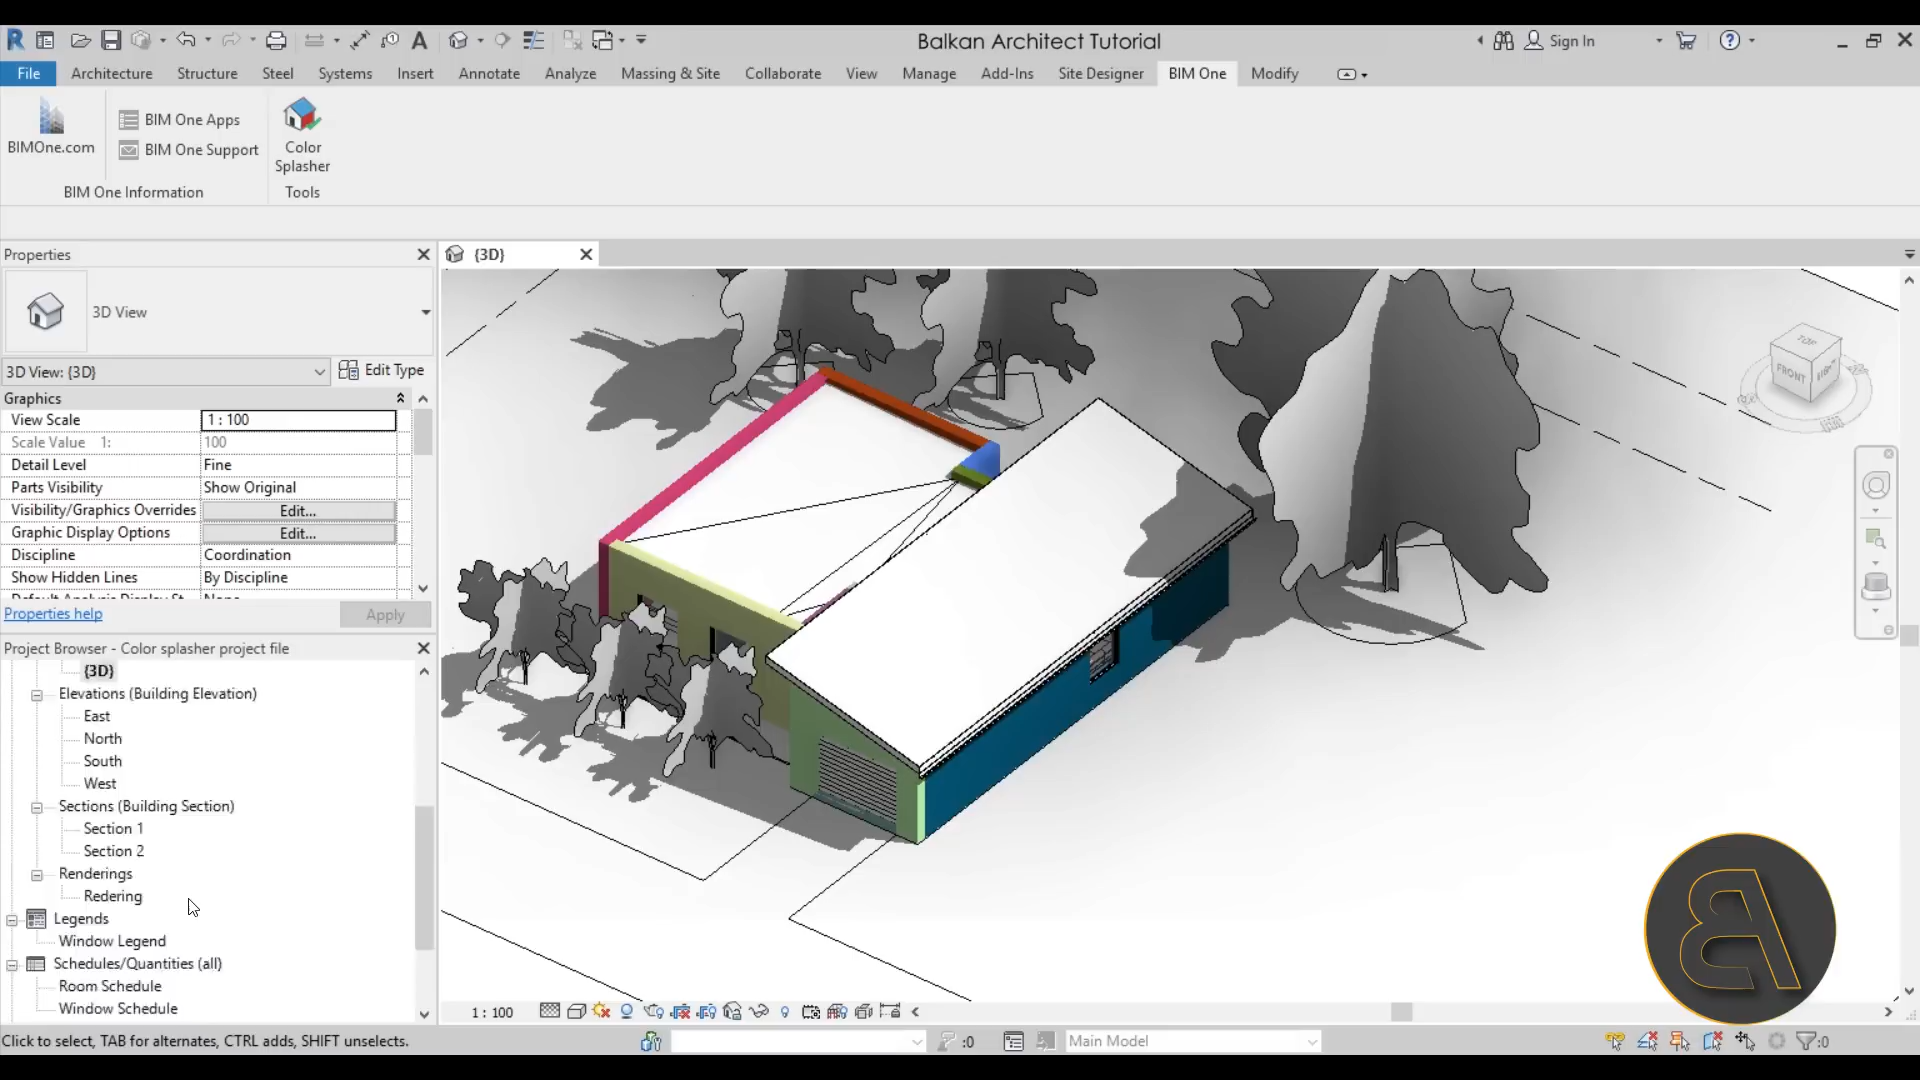 Balkan Architect Tutorial
Sign In
File Architecture Structure Steel Systems Insert Annotate Analyze Massing & Site Collaborate View Manage Add-Ins Site Designer BIM One Modify
BIMOne.com
BIM One Apps
BIM One Support
Color
Splasher
BIM One Information
Tools
Properties
{3D}
3D View
3D View: {3D}
Edit Type
Graphics
View Scale 1 : 100
Scale Value 1: 100
Detail Level Fine
Parts Visibility Show Original
Visibility/Graphics Overrides Edit...
Graphic Display Options Edit...
Discipline Coordination
Show Hidden Lines By Discipline
Properties help
Apply
Project Browser - Color splasher project file
{3D}
Elevations (Building Elevation)
East
North
South
West
Sections (Building Section)
Section 1
Section 2
Renderings
Redering
Legends
Window Legend
Schedules/Quantities (all)
Room Schedule
Window Schedule
TOP
FRONT
1 : 100
Click to select, TAB for alternates, CTRL adds, SHIFT unselects.
:0
Main Model
:0